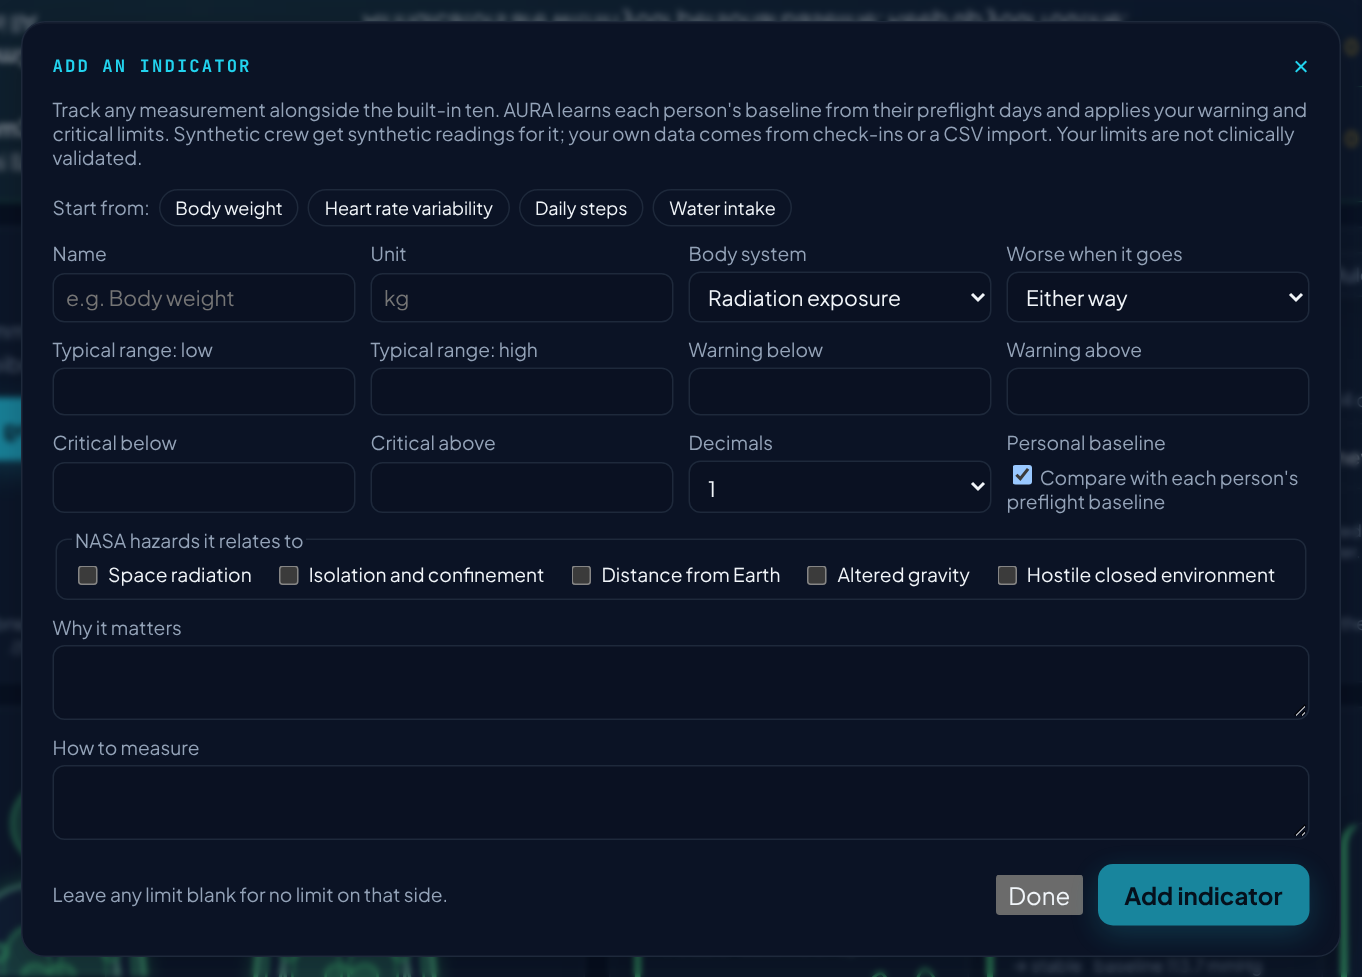 ADD AN INDICATOR
×
Track any measurement alongside the built-in ten. AURA learns each person's baseline from their preflight days and applies your warning and
critical limits. Synthetic crew get synthetic readings for it; your own data comes from check-ins or a CSV import. Your limits are not clinically
validated.
Start from: Body weight Heart rate variability Daily steps Water intake
Name Unit Body system Worse when it goes
e.g. Body weight kg Radiation exposure Either way
Typical range: low Typical range: high Warning below Warning above
Critical below Critical above Decimals Personal baseline
1 Compare with each person's
preflight baseline
NASA hazards it relates to
Space radiation Isolation and confinement Distance from Earth Altered gravity Hostile closed environment
Why it matters
How to measure
Leave any limit blank for no limit on that side. Done Add indicator